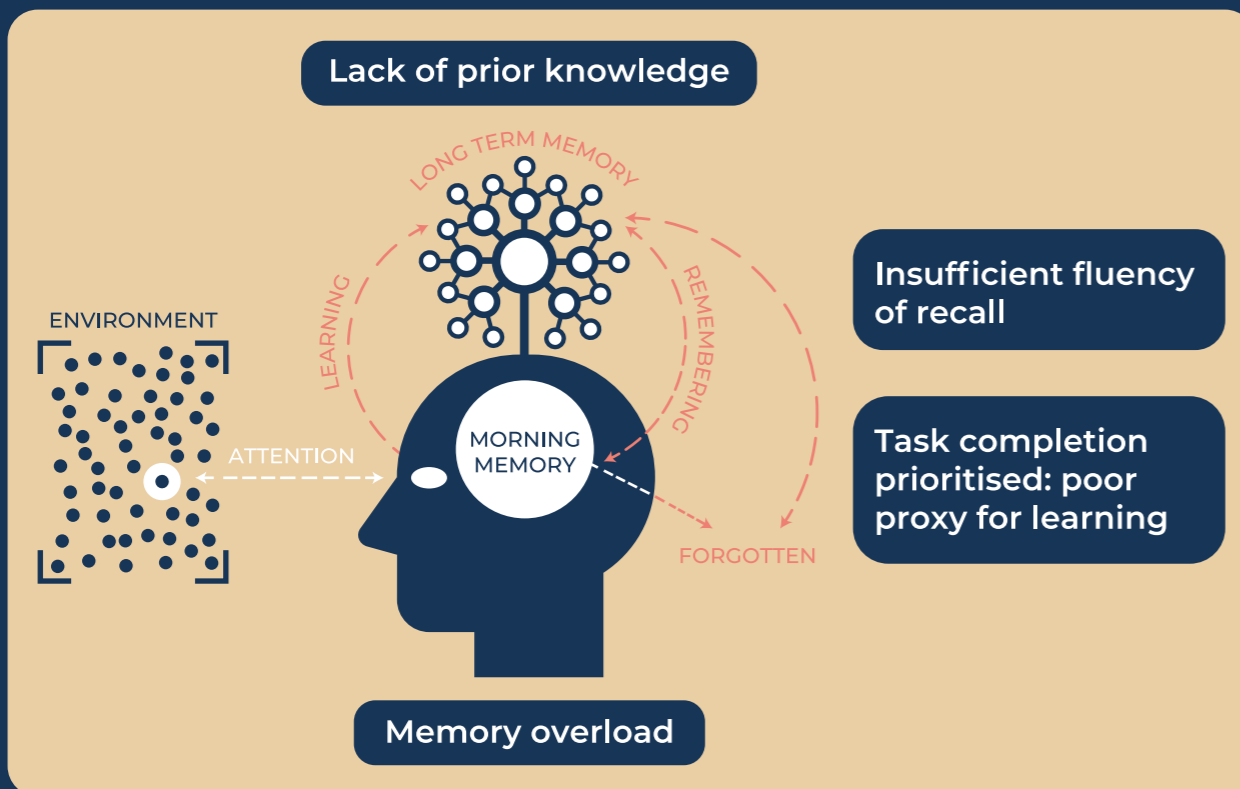 Lack of prior knowledge
LONG TERM MEMORY
LEARNING
REMEMBERING
ENVIRONMENT
ATTENTION
MORNING
MEMORY
FORGOTTEN
Insufficient fluency
of recall
Task completion
prioritised: poor
proxy for learning
Memory overload